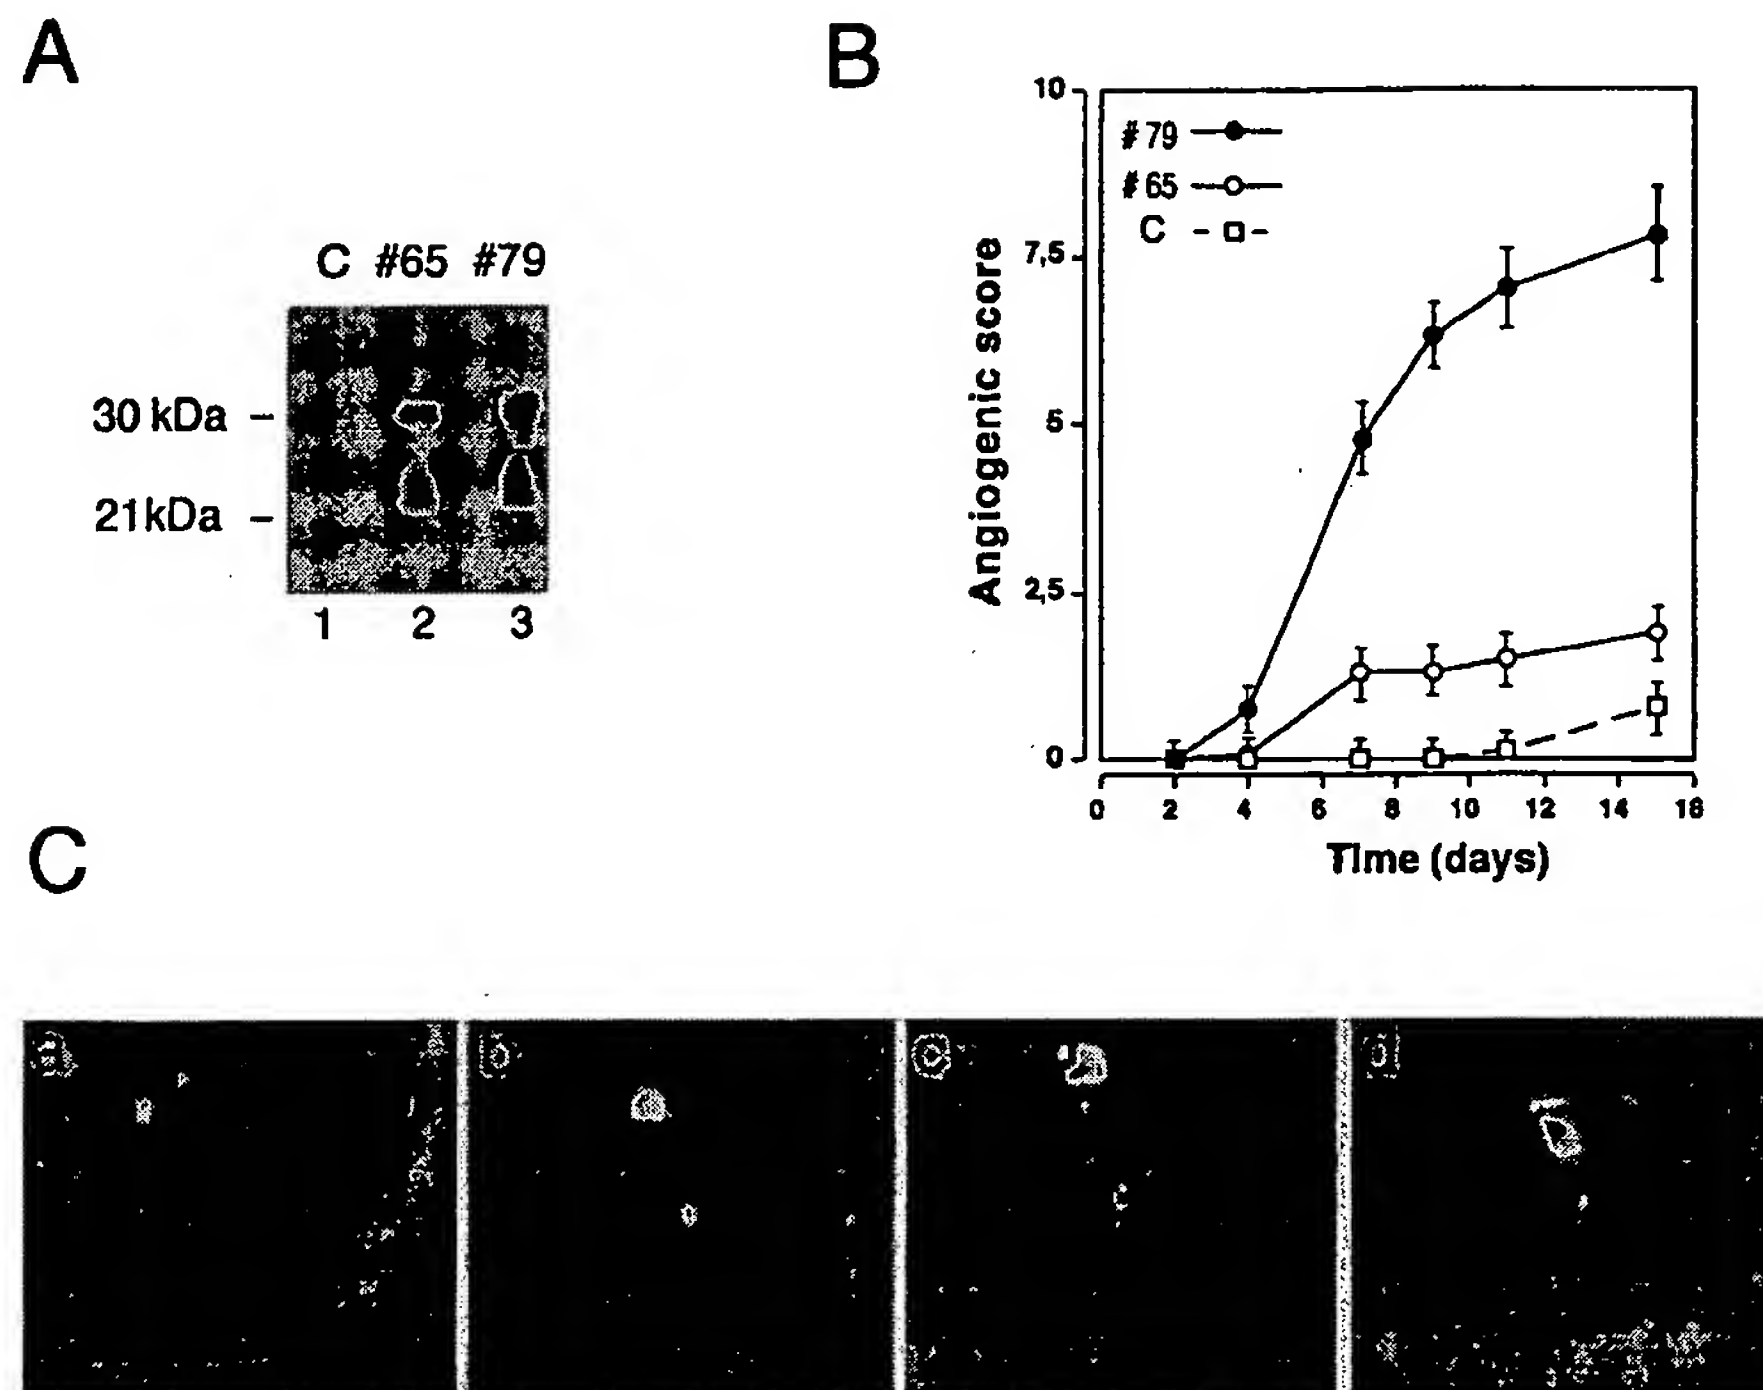 A
B
C #65 #79
30 kDa
21kDa
1 2 3
10
7,5
5
2,5
0
# 79
# 65
C
Angiogenic score
0 2 4 6 8 10 12 14 16
Time (days)
C
a b c d